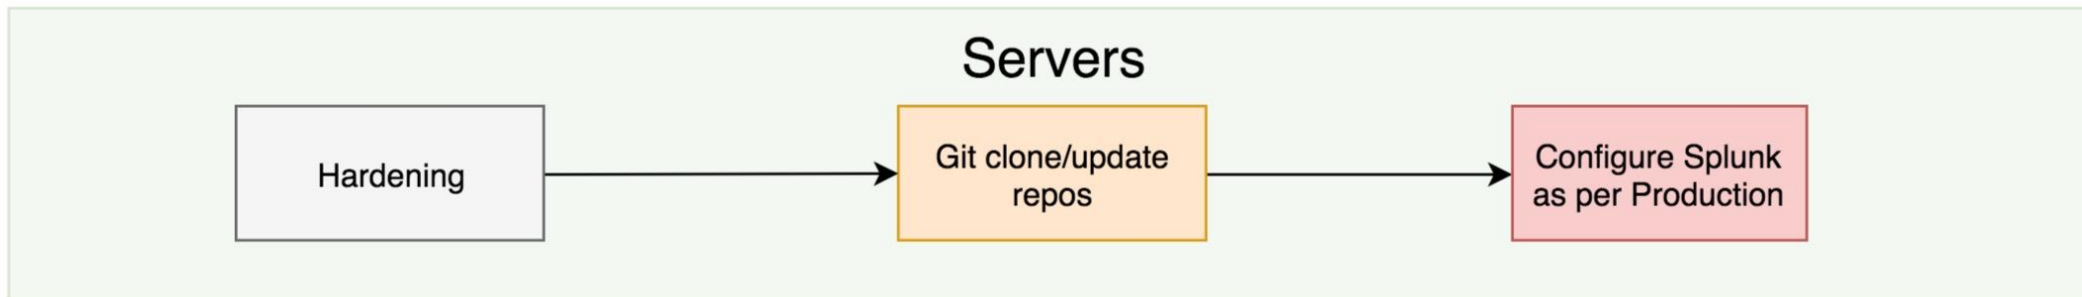 Servers
Hardening
Git clone/update
repos
Configure Splunk
as per Production